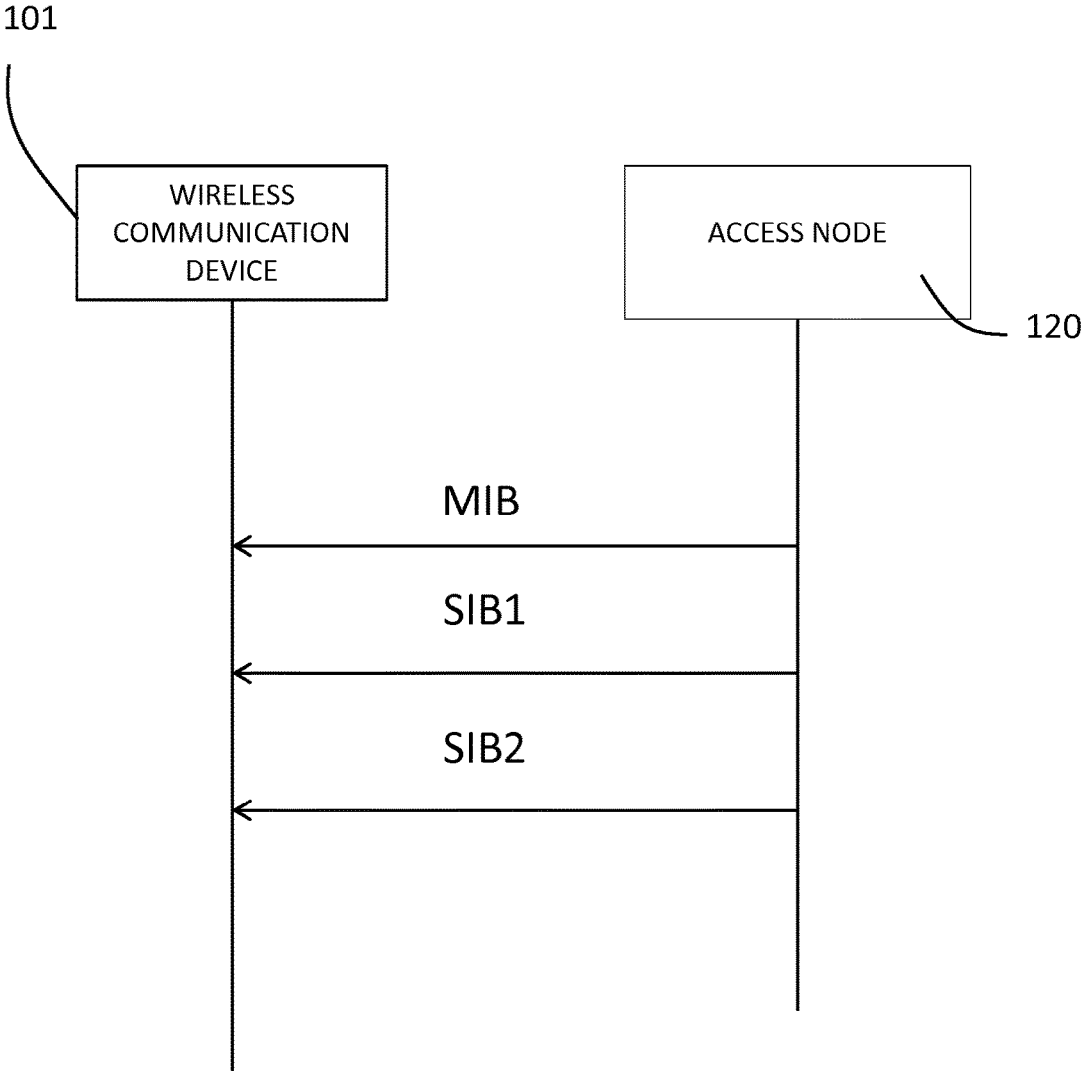 101
WIRELESS
COMMUNICATION
DEVICE
ACCESS NODE
120
MIB
SIB1
SIB2